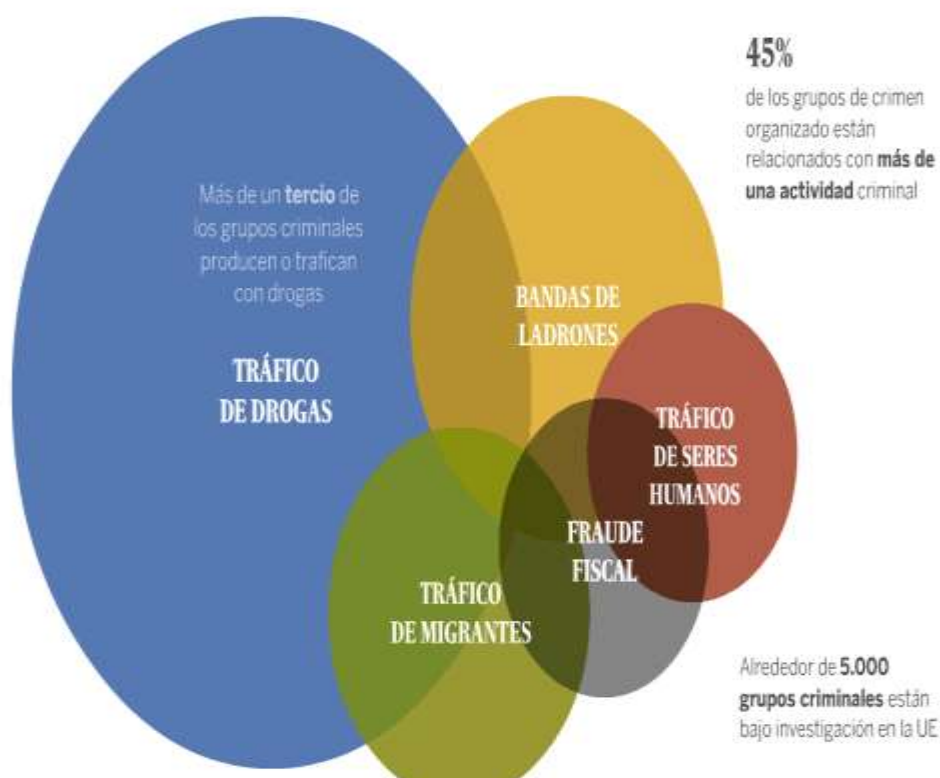 45%
de los grupos de crimen
organizado están
relacionados con más de
una actividad criminal
Más de un tercio de
los grupos criminales
producen o trafican
con drogas
TRÁFICO
DE DROGAS
BANDAS DE
LADRONES
TRÁFICO
DE SERES
HUMANOS
FRAUDE
FISCAL
TRÁFICO
DE MIGRANTES
Alrededor de 5.000
grupos criminales están
bajo investigación en la UE